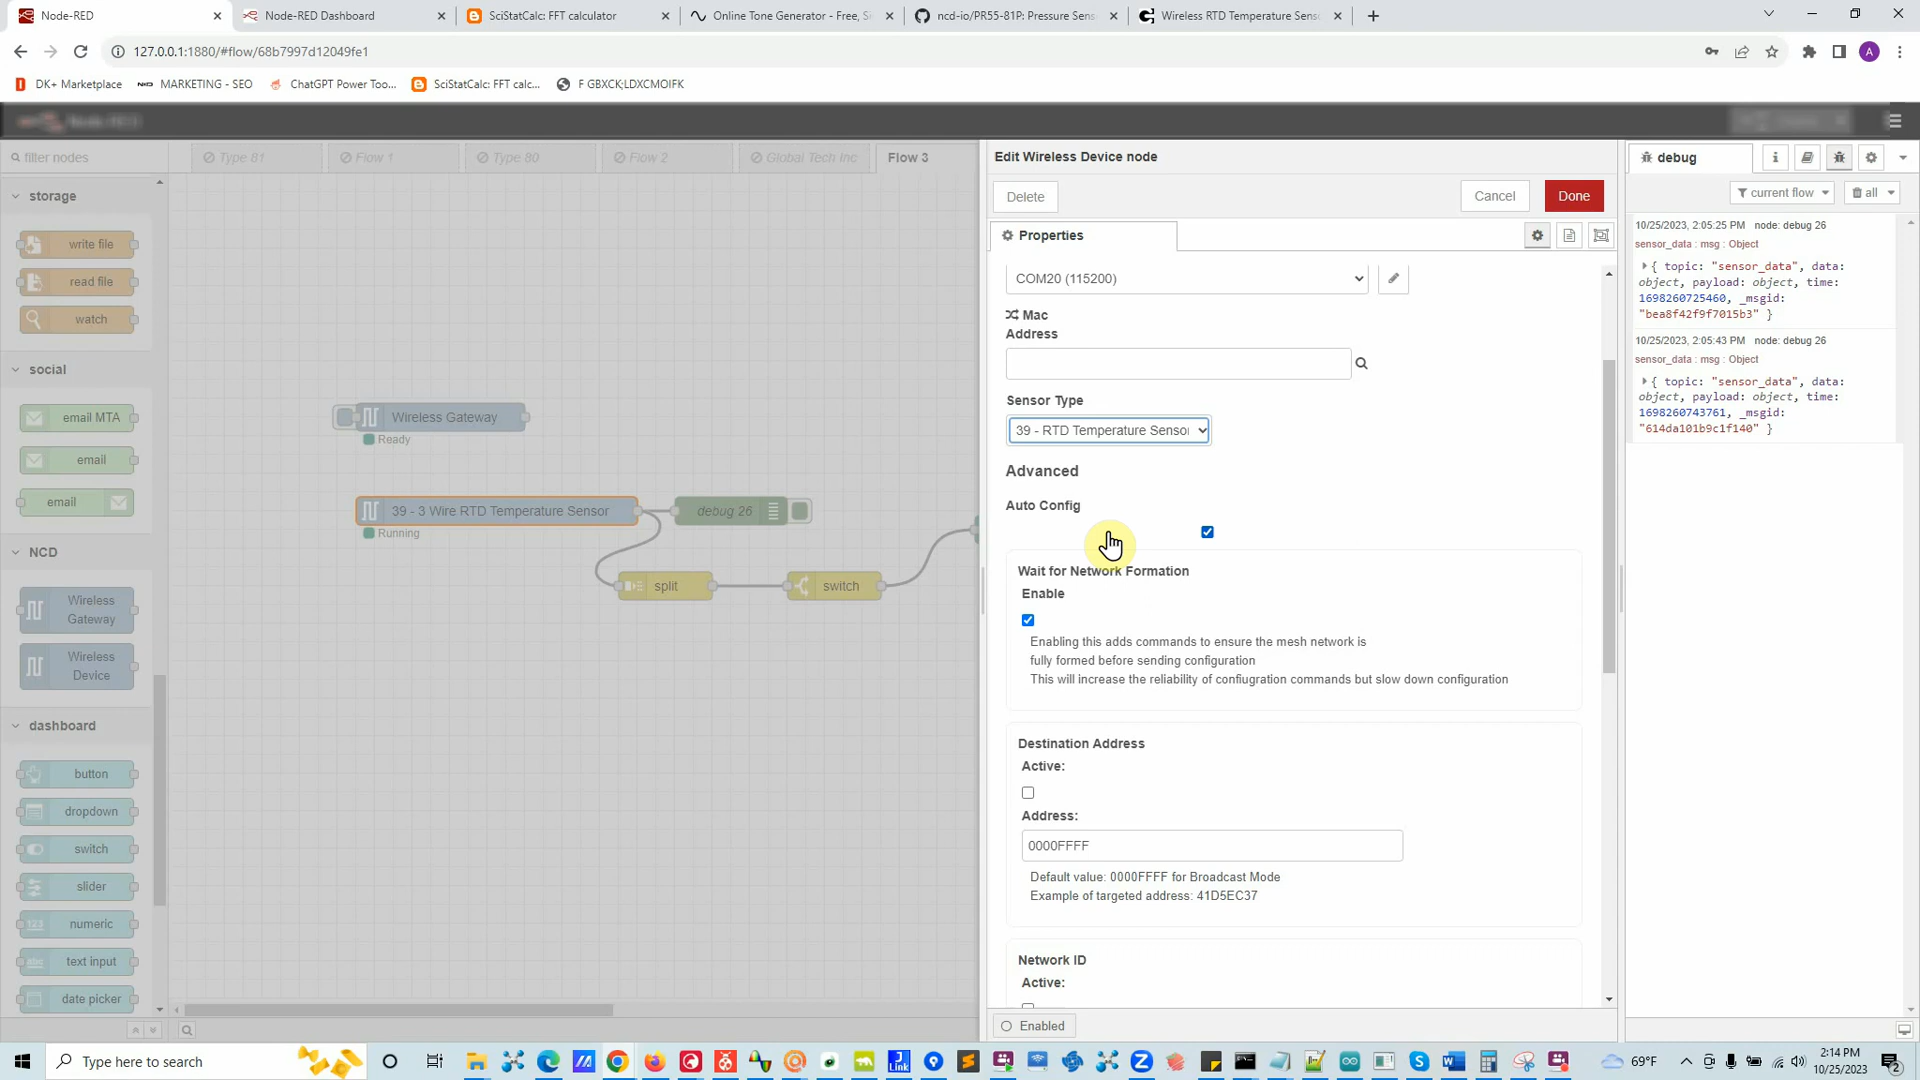 Node-RED
Node-RED Dashboard
SciStatCalc: FFT calculator
Online Tone Generator - Free, Si
ncd-io/PR55-81P: Pressure Sens
Wireless RTD Temperature Senso
127.0.0.1:1880/#flow/68b7997d12049fe1
A
DK+ Marketplace
MARKETING - SEO
ChatGPT Power Too...
SciStatCalc: FFT calc...
F GBXCK;LDXCMOIFK
Node-RED
filter nodes
Type 81
Flow 1
Type 80
Flow 2
Global Tech Inc
Flow 3
storage
write file
read file
watch
social
email MTA
email
email
NCD
Wireless
Gateway
Wireless
Device
dashboard
button
dropdown
switch
slider
numeric
text input
date picker
Wireless Gateway
Ready
39 - 3 Wire RTD Temperature Sensor
Running
debug 26
split
switch
Edit Wireless Device node
Delete
Cancel
Done
Properties
COM20 (115200)
Mac
Address
Sensor Type
39 - RTD Temperature Sensor
Advanced
Auto Config
Wait for Network Formation
Enable
Enabling this adds commands to ensure the mesh network is
fully formed before sending configuration
This will increase the reliability of confiugration commands but slow down configuration
Destination Address
Active:
Address:
0000FFFF
Default value: 0000FFFF for Broadcast Mode
Example of targeted address: 41D5EC37
Network ID
Active:
Enabled
debug
current flow
all
10/25/2023, 2:05:25 PM node: debug 26
sensor_data : msg : Object
{ topic: "sensor_data", data:
object, payload: object, time:
1698260725460, _msgid:
"bea8f42f9f7015b3" }
10/25/2023, 2:05:43 PM node: debug 26
sensor_data : msg : Object
{ topic: "sensor_data", data:
object, payload: object, time:
1698260743761, _msgid:
"614da101b9c1f140" }
Type here to search
69°F
2:14 PM
10/25/2023
2